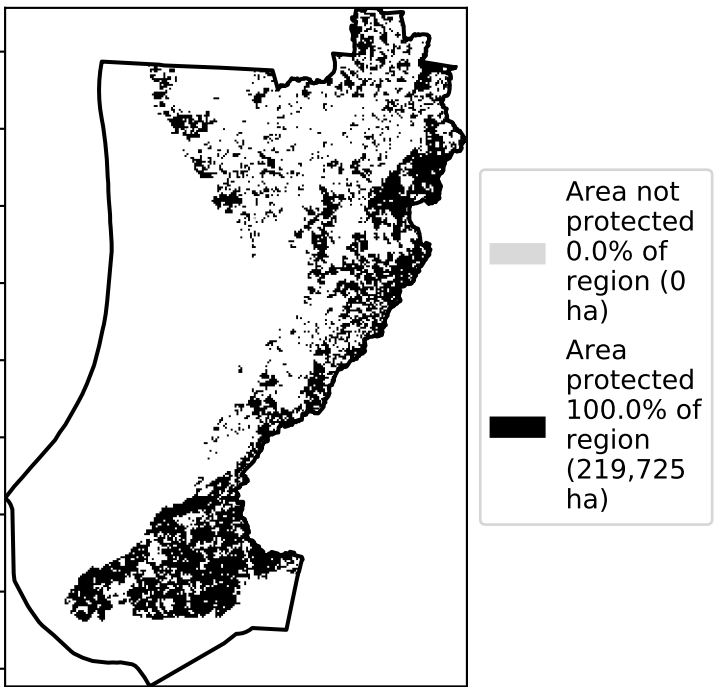 Area not
protected
0.0% of
region (0
ha)
Area
protected
100.0% of
region
(219,725
ha)